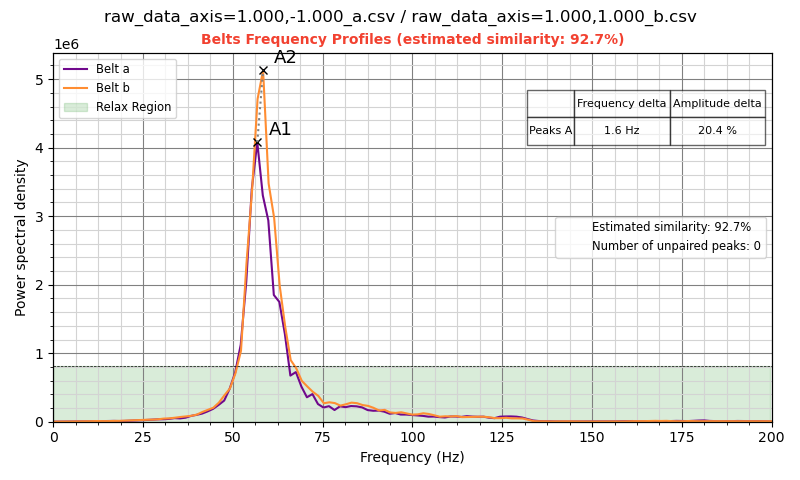 raw_data_axis=1.000,-1.000_a.csv / raw_data_axis=1.000,1.000_b.csv
Belts Frequency Profiles (estimated similarity: 92.7%)
1e6
Belt a
Belt b
Relax Region
A2
A1
Frequency delta Amplitude delta
Peaks A 1.6 Hz 20.4 %
Estimated similarity: 92.7%
Number of unpaired peaks: 0
Power spectral density
5
4
3
2
1
0
0 25 50 75 100 125 150 175 200
Frequency (Hz)